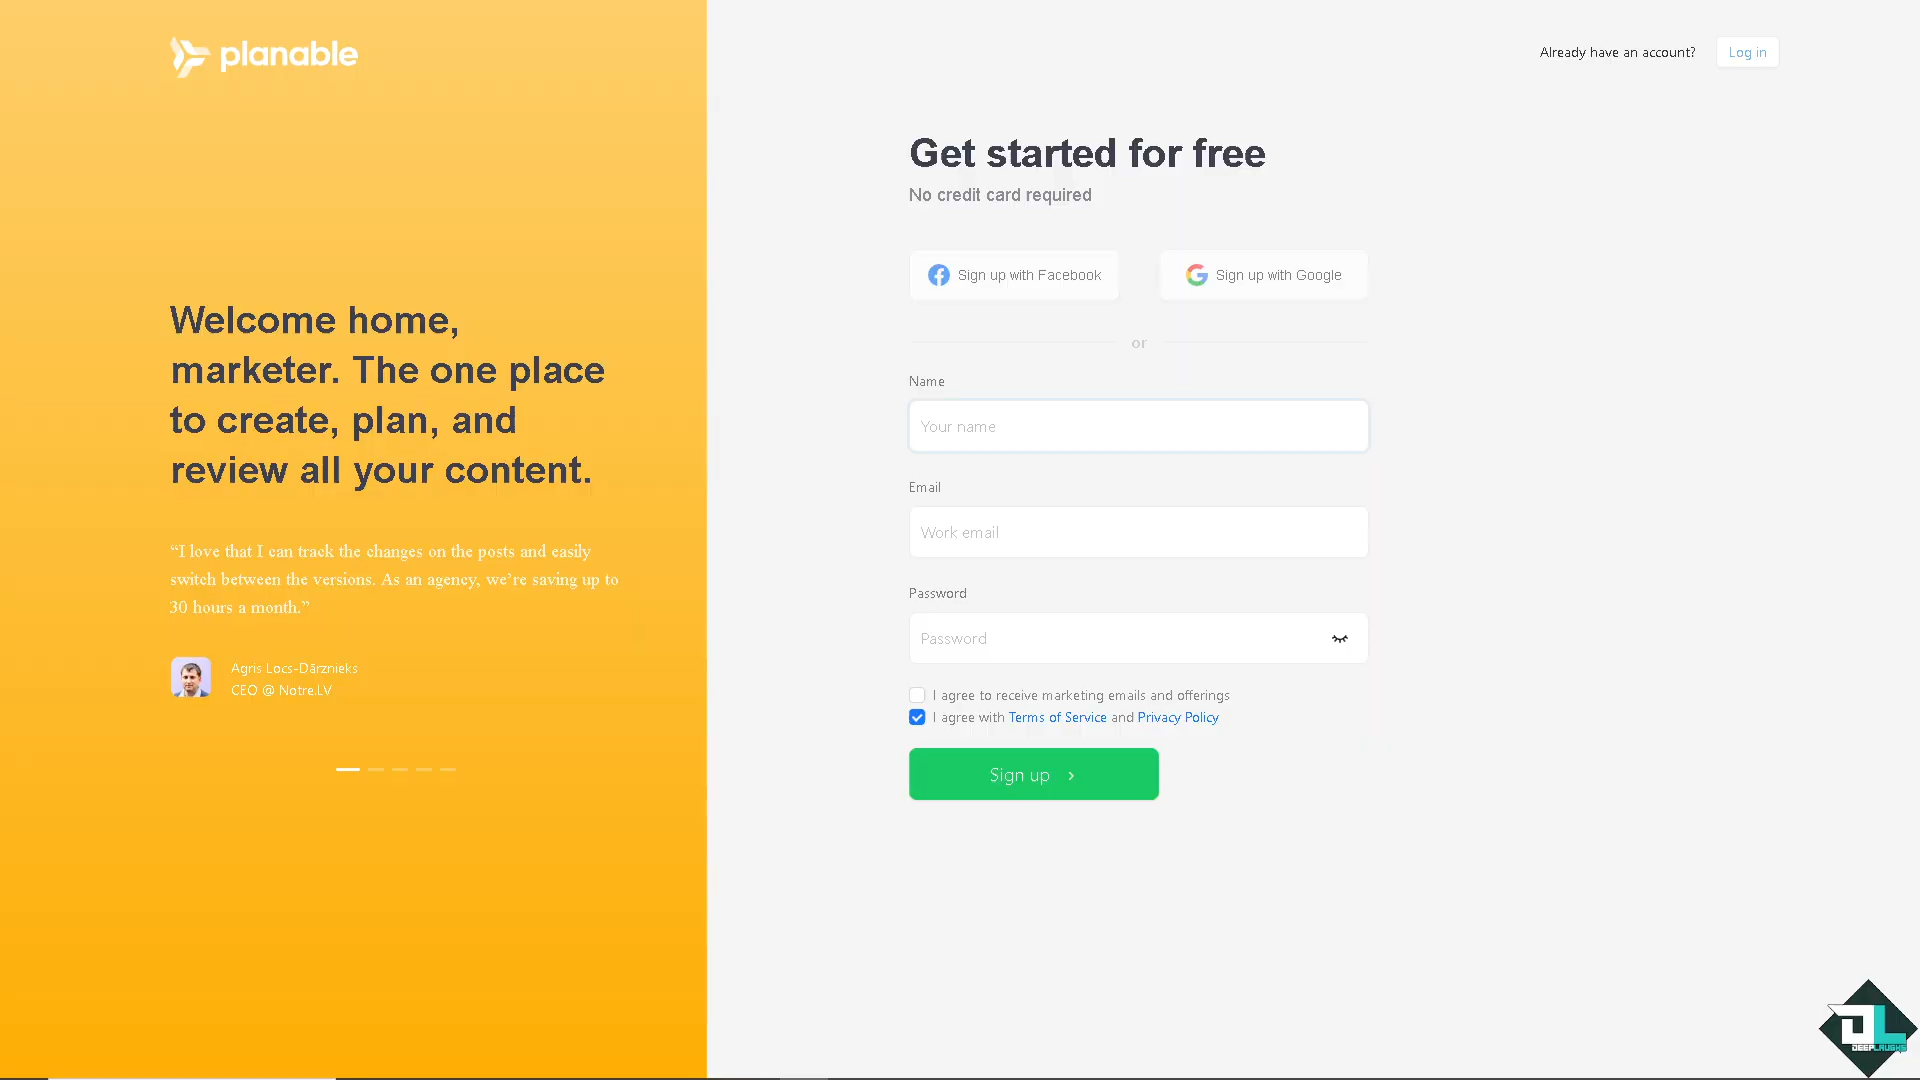 planable
Already have an account?
Log in
Get started for free
No credit card required
Sign up with Facebook
Sign up with Google
or
Name
Your name
Email
Work email
Password
Password
I agree to receive marketing emails and offerings
I agree with Terms of Service and Privacy Policy
Sign up
Welcome home,
marketer. The one place
to create, plan, and
review all your content.
“I love that I can track the changes on the posts and easily
switch between the versions. As an agency, we’re saving up to
30 hours a month.”
Agris Locs-Dārznieks
CEO @ Notre.LV
DL
DEEPLAUGHS